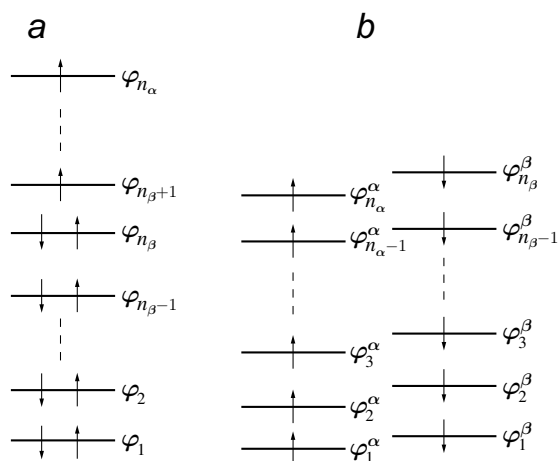 a
φ_{n_α}
φ_{n_β+1}
φ_{n_β}
φ_{n_β−1}
φ_2
φ_1
b
φ^α_{n_α}
φ^α_{n_α−1}
φ^α_3
φ^α_2
φ^α_1
φ^β_{n_β}
φ^β_{n_β−1}
φ^β_3
φ^β_2
φ^β_1